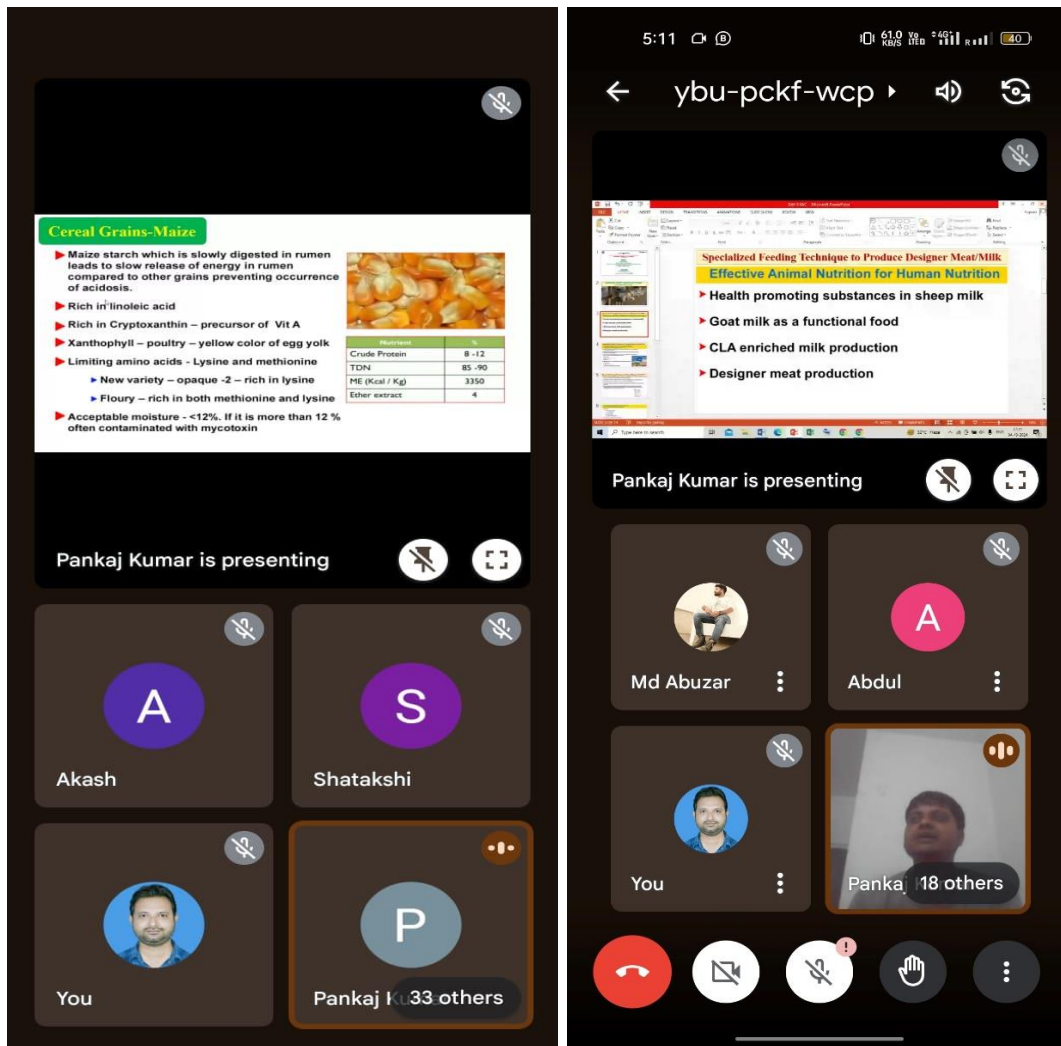 Cereal Grains-Maize
Maize starch which is slowly digested in rumen
leads to slow release of energy in rumen
compared to other grains preventing occurrence
of acidosis.
Rich in linoleic acid
Rich in Cryptoxanthin – precursor of Vit A
Xanthophyll – poultry – yellow color of egg yolk
Limiting amino acids - Lysine and methionine
New variety – opaque -2 – rich in lysine
Floury – rich in both methionine and lysine
Acceptable moisture - <12%. If it is more than 12 %
often contaminated with mycotoxin
Nutrient %
Crude Protein 8 -12
TDN 85 -90
ME (Kcal / Kg) 3350
Ether extract 4
Pankaj Kumar is presenting
A
Akash
S
Shatakshi
You
P
Pankaj
33 others
5:11
61.0 KB/S
4G
40
ybu-pckf-wcp
Specialized Feeding Technique to Produce Designer Meat/Milk
Effective Animal Nutrition for Human Nutrition
Health promoting substances in sheep milk
Goat milk as a functional food
CLA enriched milk production
Designer meat production
Type here to search
Pankaj Kumar is presenting
Md Abuzar
A
Abdul
You
Panka
18 others